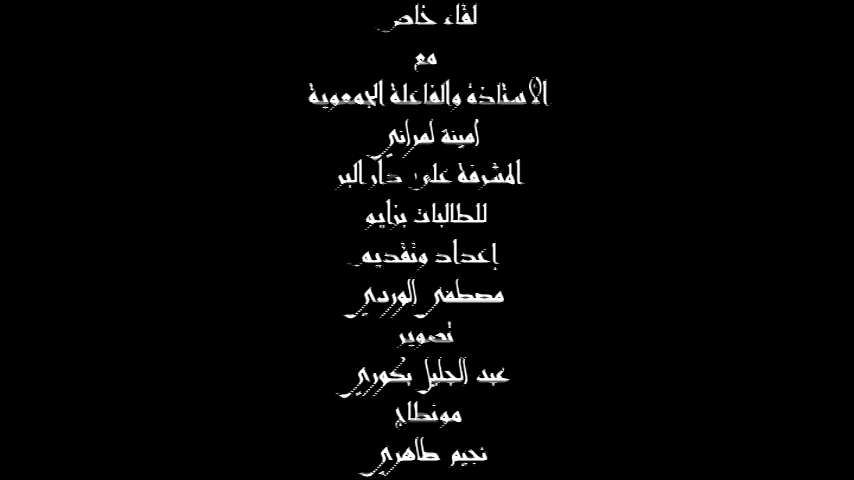 لقاء خاص
مع
الأستاذة والفاعلة الجمعوية
أمينة لمراني
المشرفة على دار البر
للطالبات بزايو
إعداد وتقديم
مصطفى الوردي
تصوير
عبد الجليل بكوري
مونطاج
نجيم طاهري